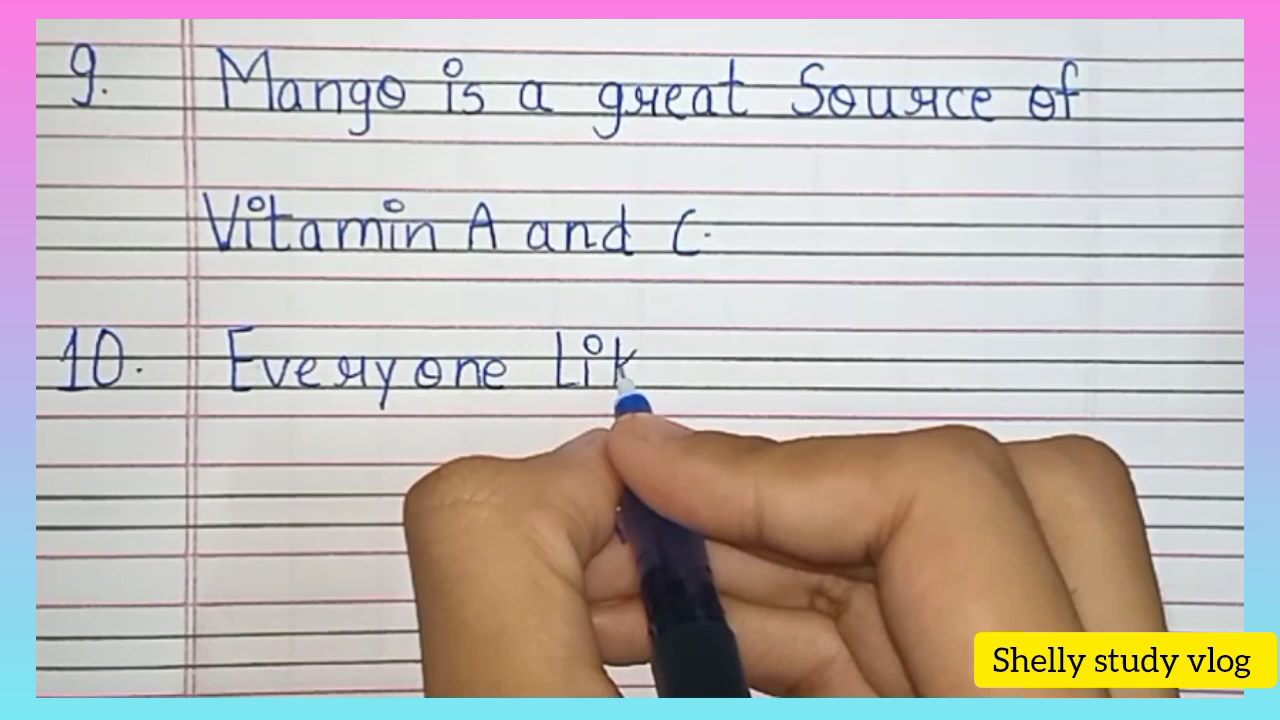 9. Mango is a great Source of
Vitamin A and C.
10. Everyone Lik
Shelly study vlog